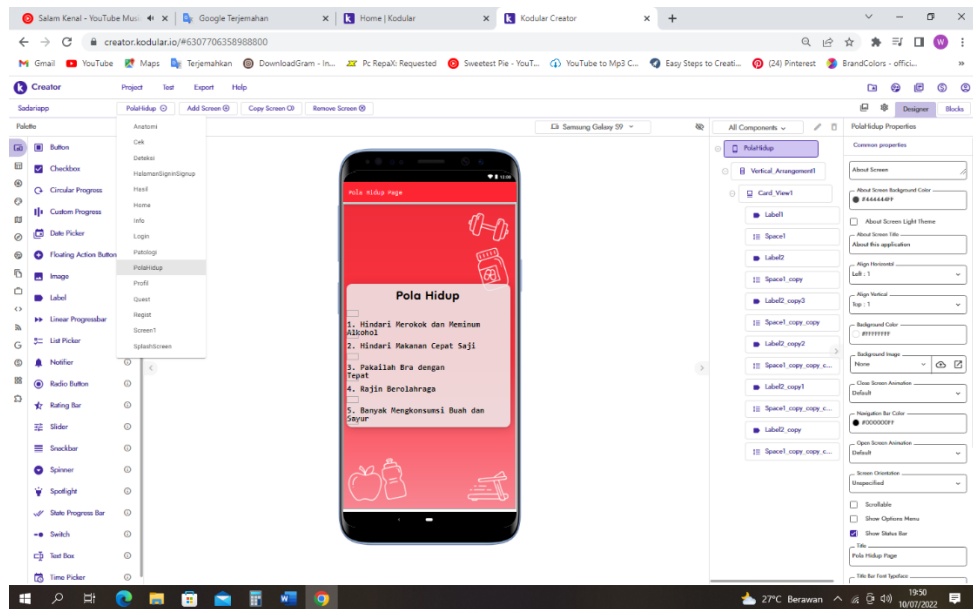 Salam Kenal - YouTube Musi
Google Terjemahan
Home | Kodular
Kodular Creator
creator.kodular.io/#6307706358988800
W
Gmail
YouTube
Maps
Terjemahkan
DownloadGram - In...
Pc RepaX: Requested
Sweetest Pie - YouT...
YouTube to Mp3 C...
Easy Steps to Creati...
(24) Pinterest
BrandColors - offici...
Creator
Project
Test
Export
Help
Sadariapp
PolaHidup
Add Screen
Copy Screen
Remove Screen
Designer
Blocks
Palette
Button
Checkbox
Circular Progress
Custom Progress
Date Picker
Floating Action Button
Image
Label
Linear Progressbar
List Picker
Notifier
Radio Button
Rating Bar
Slider
Snackbar
Spinner
Spotlight
State Progress Bar
Switch
Text Box
Time Picker
Anatomi
Cek
Deteksi
HalamanSigninSignup
Hasil
Home
Info
Login
Patologi
PolaHidup
Profil
Quest
Regist
Screen1
SplashScreen
Samsung Galaxy S9
Pola Hidup Page
Pola Hidup
1. Hindari Merokok dan Meminum
Alkohol
2. Hindari Makanan Cepat Saji
3. Pakailah Bra dengan
Tepat
4. Rajin Berolahraga
5. Banyak Mengkonsumsi Buah dan
Sayur
All Components
PolaHidup
Vertical_Arrangement1
Card_View1
Label1
Space1
Label2
Space1_copy
Label2_copy3
Space1_copy_copy
Label2_copy2
Space1_copy_copy_c...
Label2_copy1
Space1_copy_copy_c...
Label2_copy
Space1_copy_copy_c...
PolaHidup Properties
Common properties
About Screen
About Screen Background Color
#444444FF
About Screen Light Theme
About Screen Title
About this application
Align Horizontal
Left : 1
Align Vertical
Top : 1
Background Color
#FFFFFFFF
Background Image
None
Close Screen Animation
Default
Navigation Bar Color
#000000FF
Open Screen Animation
Default
Screen Orientation
Unspecified
Scrollable
Show Options Menu
Show Status Bar
Title
Pola Hidup Page
Title Bar Font Typeface
27°C Berawan
19:50
10/07/2022